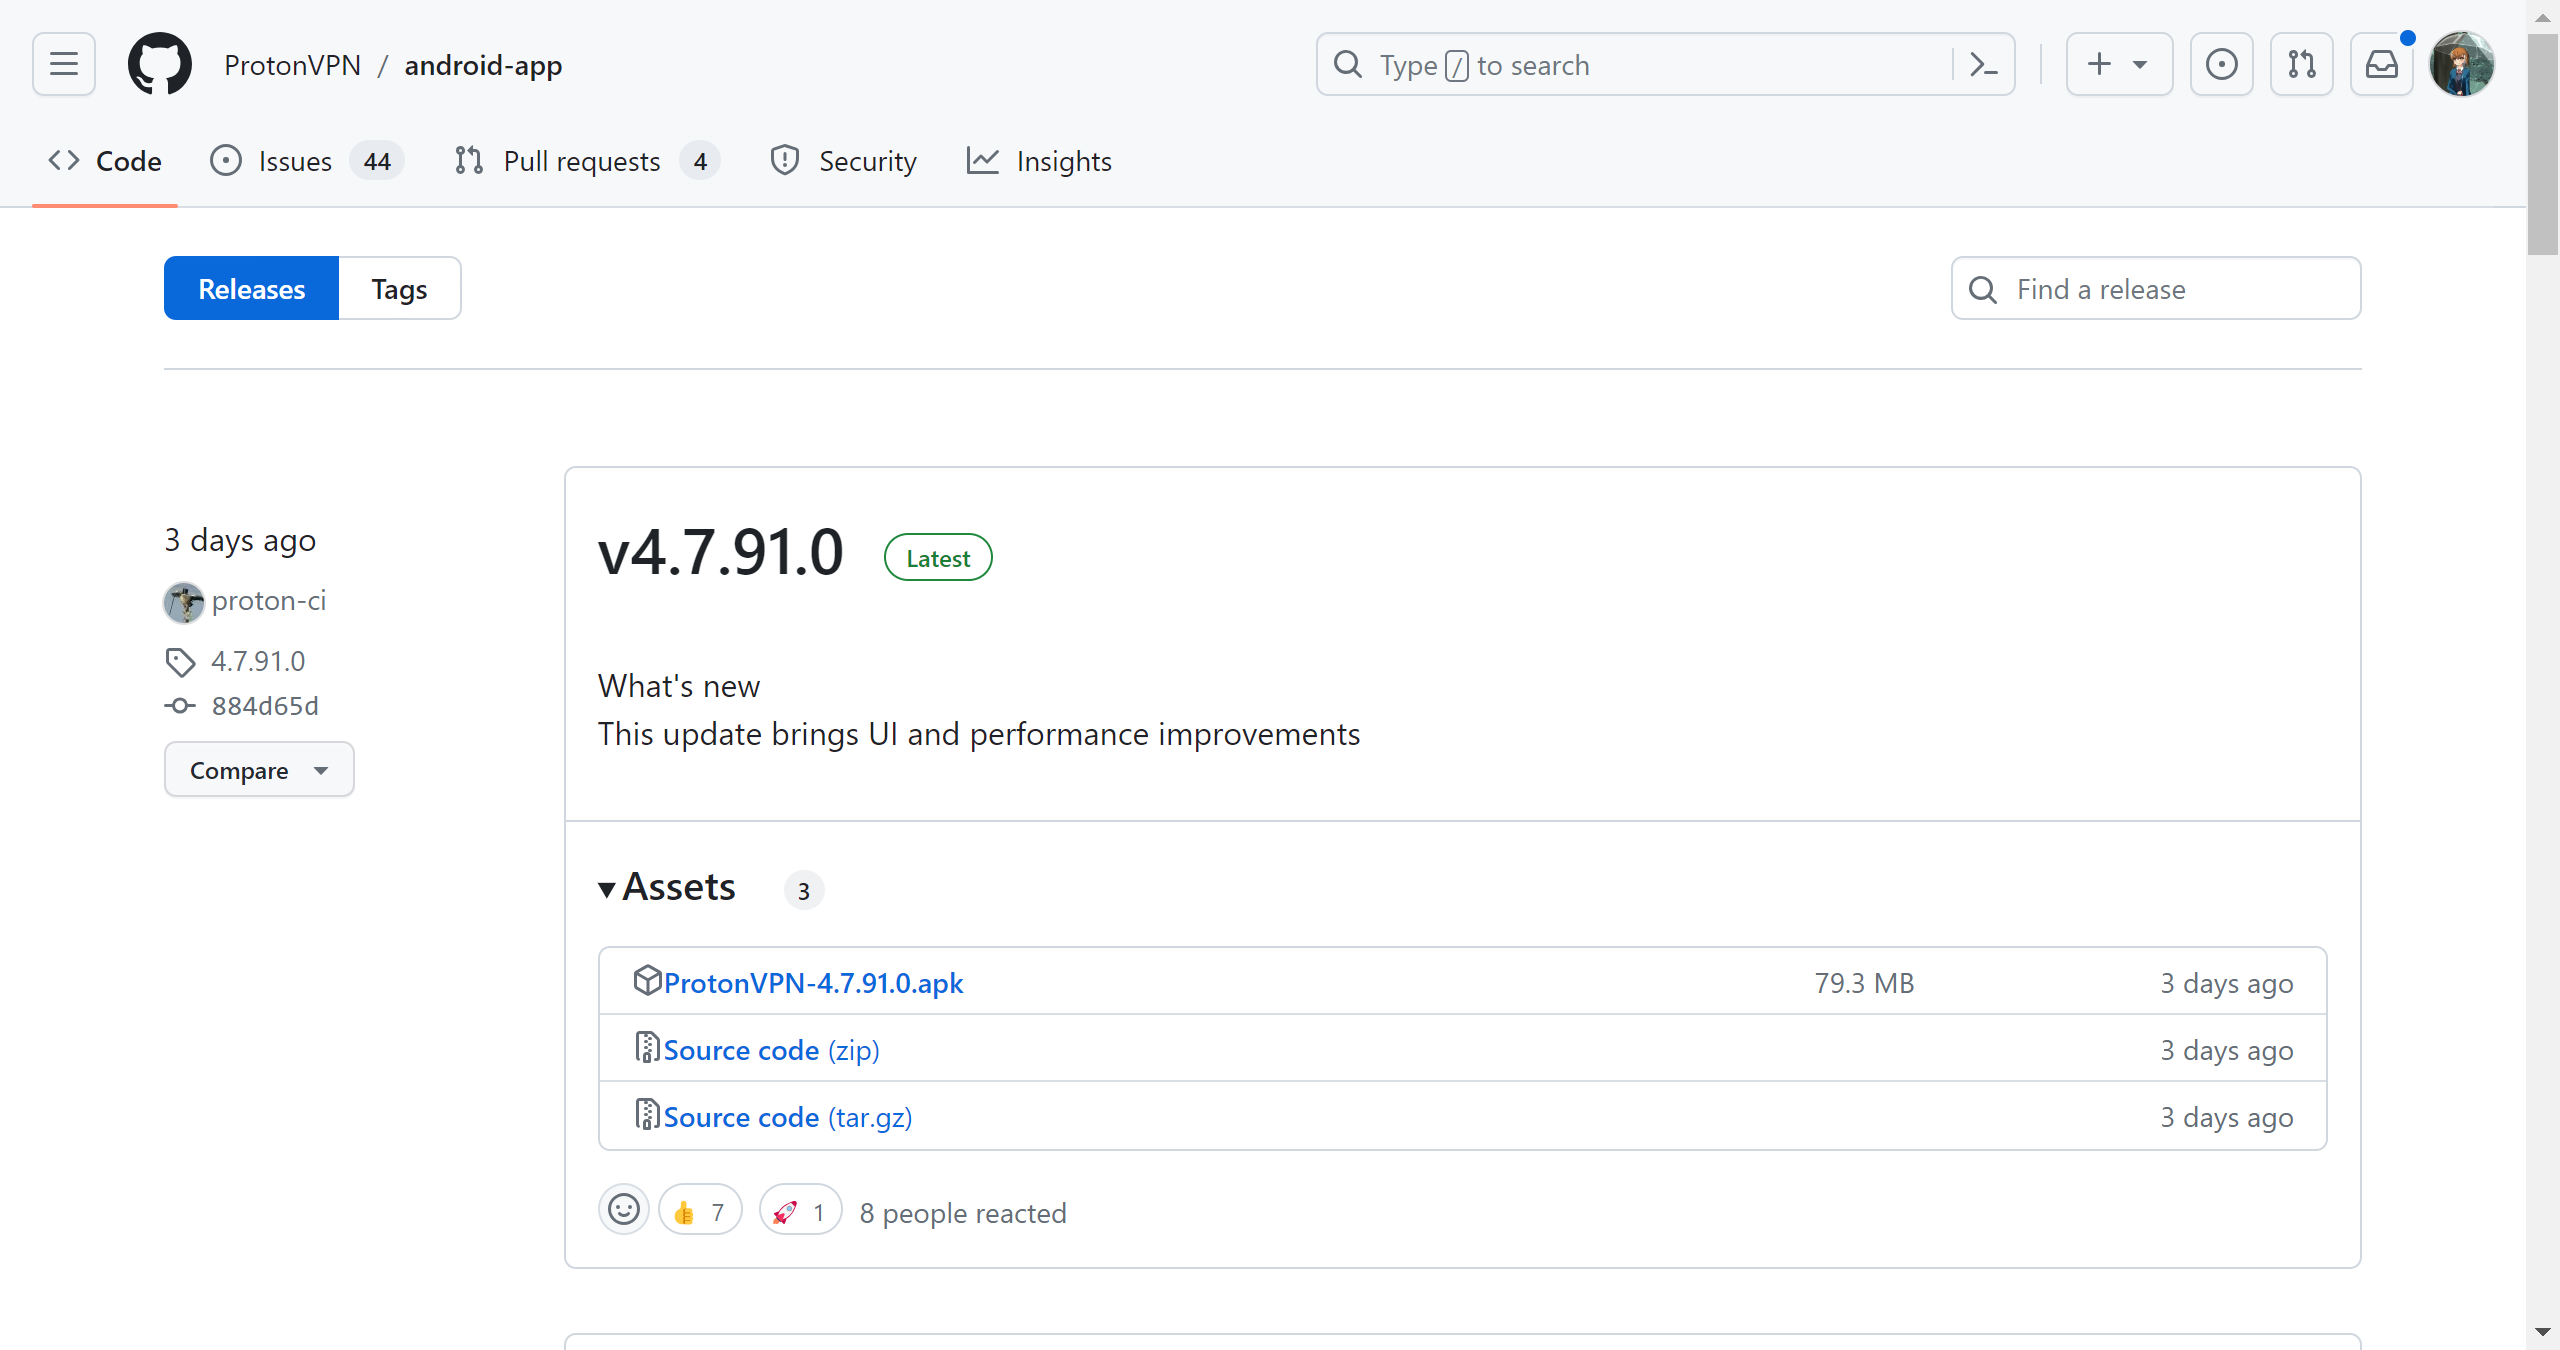 ProtonVPN / android-app
Type / to search
Code
Issues 44
Pull requests 4
Security
Insights
Releases
Tags
Find a release
3 days ago
proton-ci
4.7.91.0
884d65d
Compare
v4.7.91.0 Latest
What's new
This update brings UI and performance improvements
Assets 3
ProtonVPN-4.7.91.0.apk 79.3 MB 3 days ago
Source code (zip) 3 days ago
Source code (tar.gz) 3 days ago
👍 7 🚀 1 8 people reacted